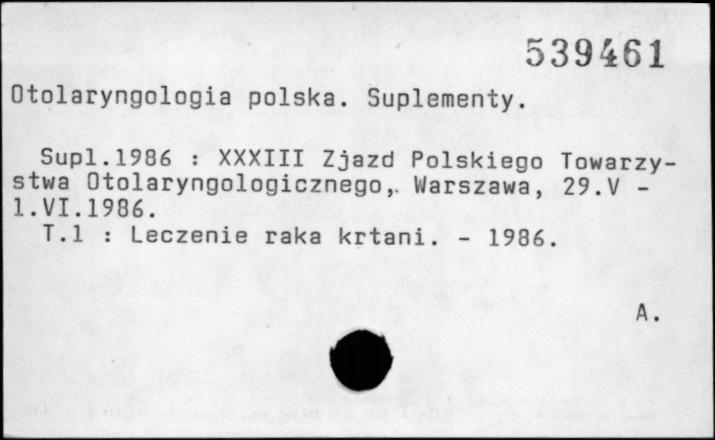 539461
Otolaryngologia polska. Suplementy.
Supl.1986 : XXXIII Zjazd Polskiego Towarzy-
stwa Otolaryngologicznego, Warszawa, 29.V -
1.VI.1986.
T.1 : Leczenie raka krtani. - 1986.
A.